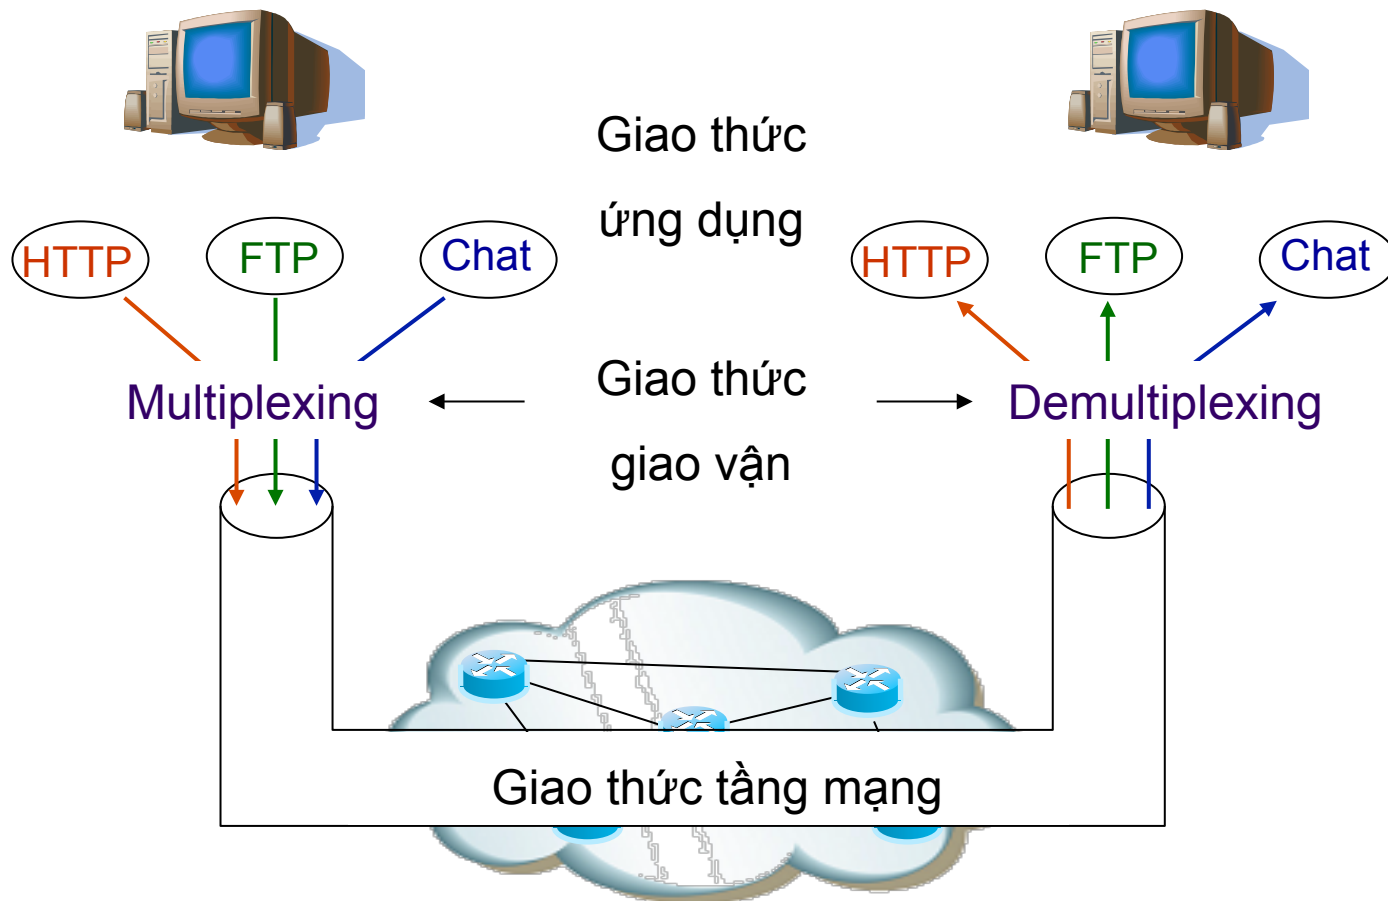 Giao thức
ứng dụng
HTTP
FTP
Chat
HTTP
FTP
Chat
Multiplexing
Giao thức
giao vận
Demultiplexing
Giao thức tầng mạng